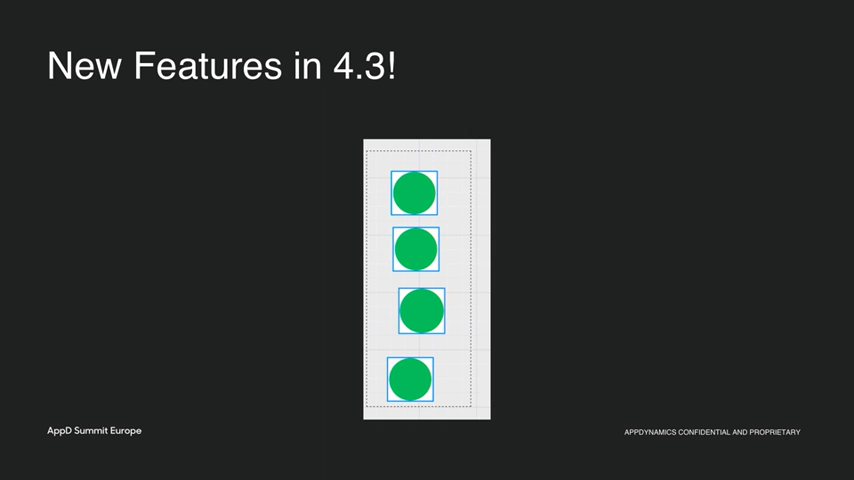 New Features in 4.3!
AppD Summit Europe
APPDYNAMICS CONFIDENTIAL AND PROPRIETARY